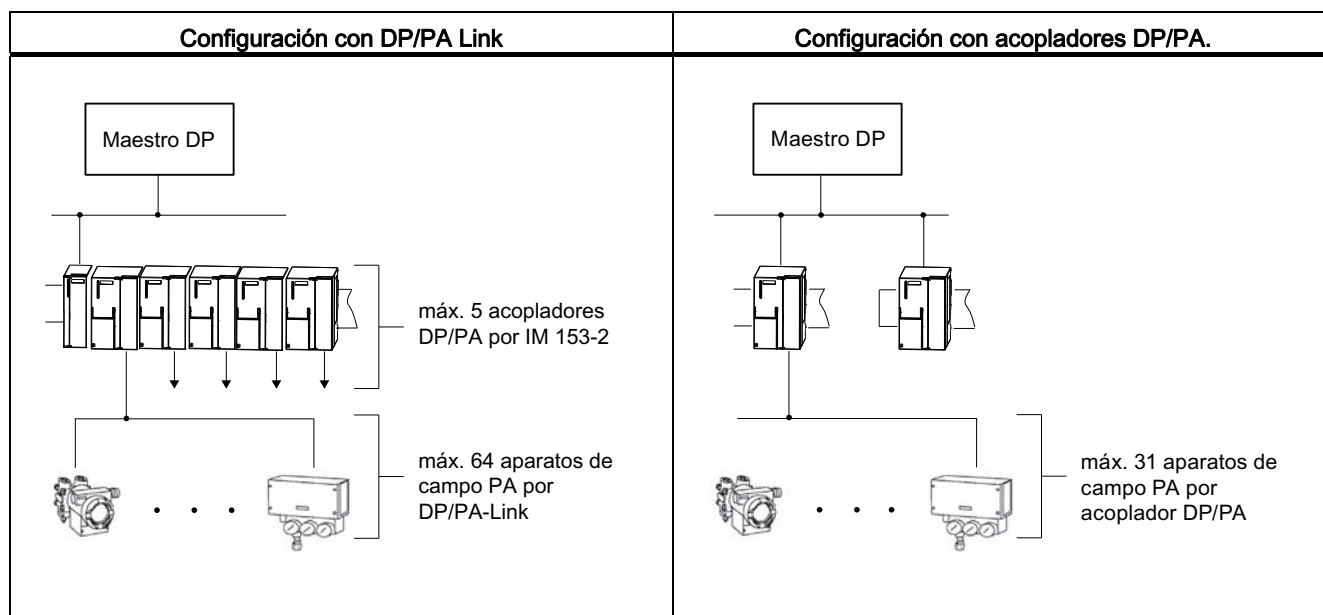 Configuración con DP/PA Link
Configuración con acopladores DP/PA.
Maestro DP
máx. 5 acopladores
DP/PA por IM 153-2
máx. 64 aparatos de
campo PA por
DP/PA-Link
Maestro DP
máx. 31 aparatos de
campo PA por
acoplador DP/PA